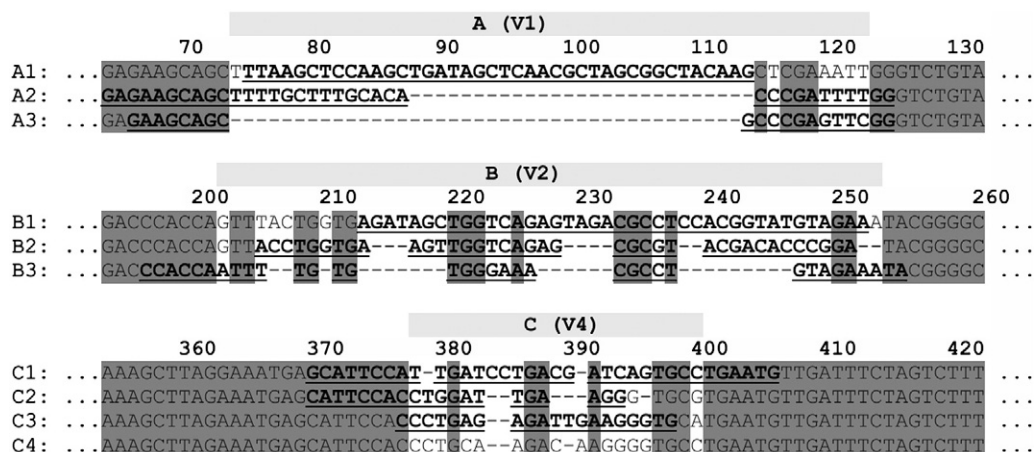 A (V1)
70 80 90 100 110 120 130
A1: ...GAGAAGCAGCTTTAAGCTCCAAGCTGATAGCTCAACGCTAGCGGCTACAAGCTCGAAATTGGGTCTGTA ...
A2: ...GAGAAGCAGCTTTTGCTTTGCACA---------------------------CCCGATTTTGGGTCTGTA ...
A3: ...GAGAAGCAGC----------------------------------------GCCCGAGTTCGGGTCTGTA ...
B (V2)
200 210 220 230 240 250 260
B1: ...GACCCACCAGTTTACTGGTGAGATAGCTGGTCAGAGTAGACGCCTCCACGGTATGTAGAAATACGGGGC ...
B2: ...GACCCACCAGTTACCTGGTGA---AGTTGGTCAGAG----CGCGT--ACGACACCCGGA--TACGGGGC ...
B3: ...GACCCACCAATTT--TG-TG-------TGGGAAA------CGCCT---------GTAGAAATACGGGGC ...
C (V4)
360 370 380 390 400 410 420
C1: ...AAAGCTTAGGAAATGAGCATTCCAT-TGATCCTGACG-ATCAGTGCCTGAATGTTGATTTCTAGTCTTT ...
C2: ...AAAGCTTAGAAATGAGCATTCCACCTGGAT--TGA---AGGG-TGCGTGAATGTTGATTTCTAGTCTTT ...
C3: ...AAAGCTTAGAAATGAGCATTCCACCCTGAG--AGATTGAAGGGTGCATGAATGTTGATTTCTAGTCTTT ...
C4: ...AAAGCTTAGAAATGAGCATTCCACCCTGCA--AGAC-AAGGGGTGCGTGAATGTTGATTTCTAGTCTTT ...